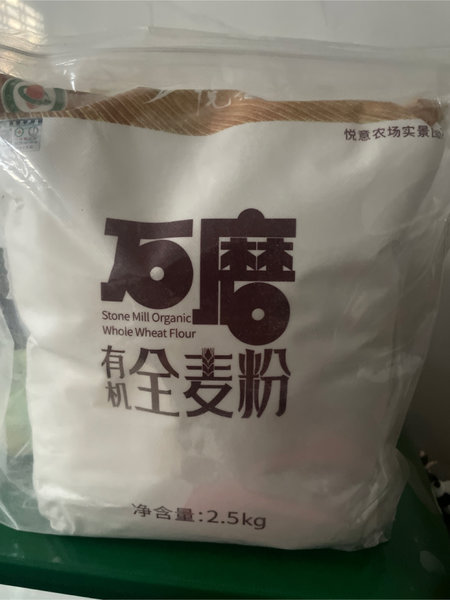 悦意农场实景
石磨
Stone Mill Organic
Whole Wheat Flour
有机全麦粉
净含量:2.5kg